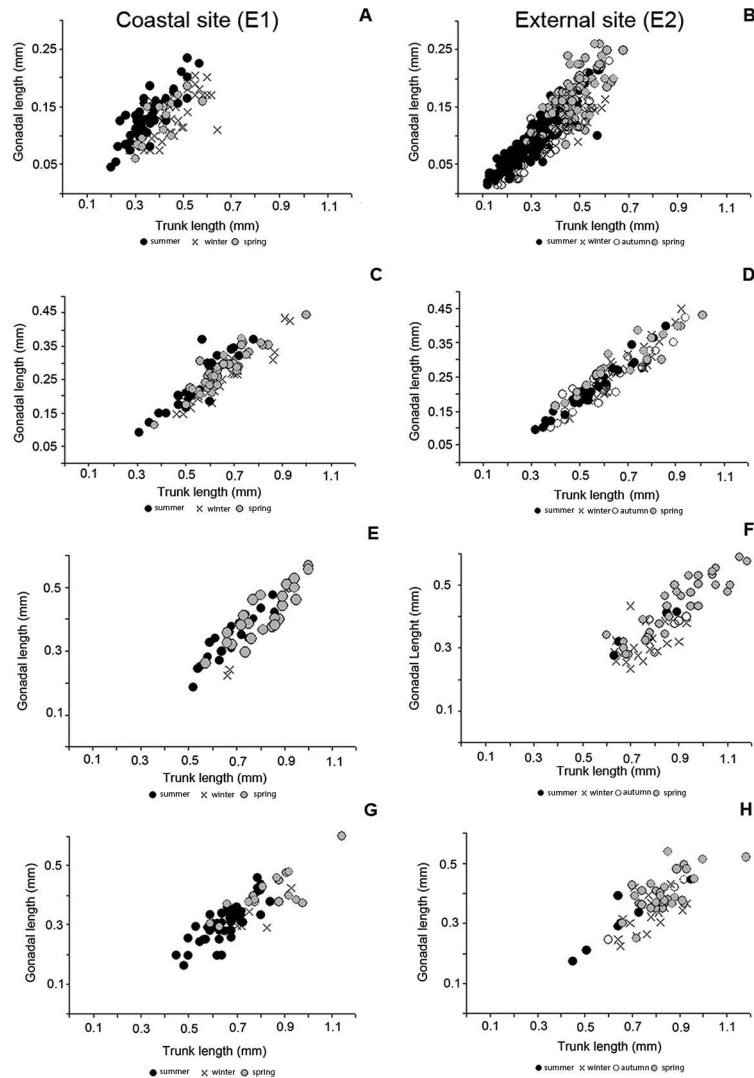 Coastal site (E1)
A
Gonadal length (mm)
0.25
0.15
0.05
0.1 0.3 0.5 0.7 0.9 1.1
Trunk length (mm)
summer winter spring
External site (E2)
B
Gonadal length (mm)
0.25
0.15
0.05
0.1 0.3 0.5 0.7 0.9 1.1
Trunk length (mm)
summer winter autumn spring
C
Gonadal length (mm)
0.45
0.35
0.25
0.15
0.05
0.1 0.3 0.5 0.7 0.9 1.1
Trunk length (mm)
summer winter spring
D
Gonadal length (mm)
0.45
0.35
0.25
0.15
0.05
0.1 0.3 0.5 0.7 0.9 1.1
Trunk length (mm)
summer winter autumn spring
E
Gonadal length (mm)
0.5
0.3
0.1
0.1 0.3 0.5 0.7 0.9 1.1
Trunk length (mm)
summer winter spring
F
Gonadal Lenght (mm)
0.5
0.3
0.1
0.1 0.3 0.5 0.7 0.9 1.1
Trunk length (mm)
summer winter autumn spring
G
Gonadal length (mm)
0.5
0.3
0.1
0.1 0.3 0.5 0.7 0.9 1.1
Trunk length (mm)
summer winter spring
H
Gonadal length (mm)
0.5
0.3
0.1
0.1 0.3 0.5 0.7 0.9 1.1
Trunk length (mm)
summer winter autumn spring